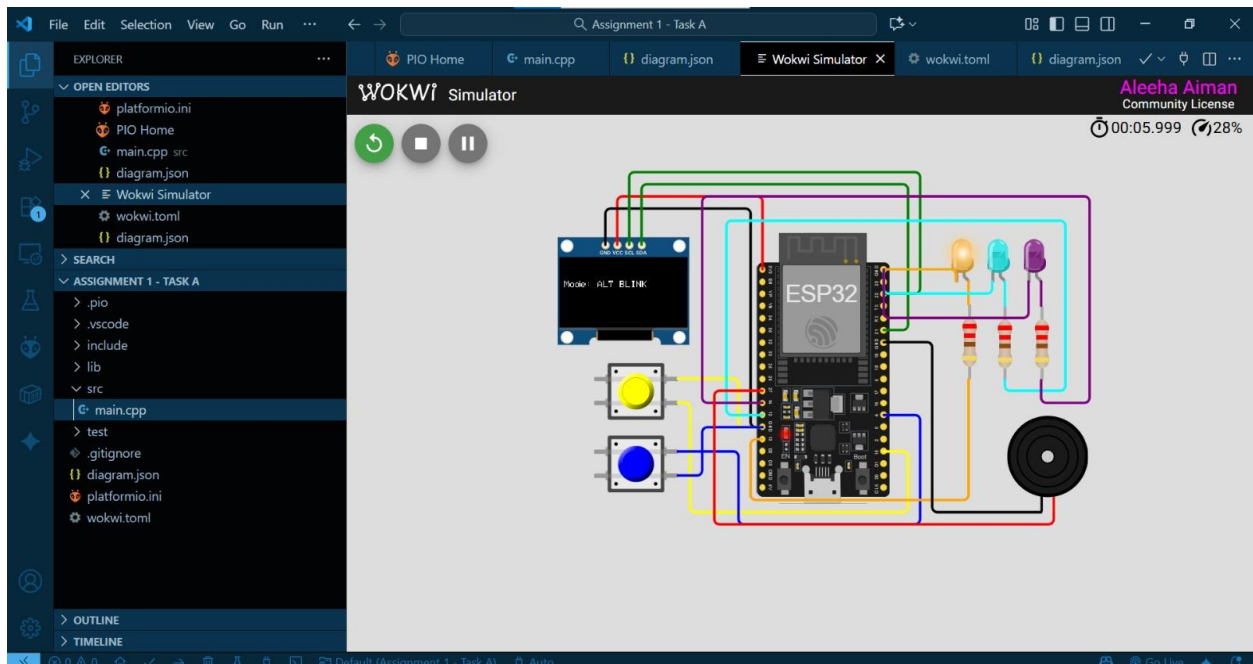 File Edit Selection View Go Run ···
Assignment 1 - Task A
EXPLORER ···
OPEN EDITORS
platformio.ini
PIO Home
main.cpp src
diagram.json
Wokwi Simulator
wokwi.toml
diagram.json
SEARCH
ASSIGNMENT 1 - TASK A
.pio
.vscode
include
lib
src
main.cpp
test
.gitignore
diagram.json
platformio.ini
wokwi.toml
OUTLINE
TIMELINE
1
PIO Home main.cpp {} diagram.json Wokwi Simulator wokwi.toml {} diagram.json ···
WOKWI Simulator
Aleeha Aiman
Community License
00:05.999 28%
GND VCC SCL SDA
Mode: ALT BLINK
ESP32
EN Boot
0 0 Default (Assignment 1 - Task A) Auto Go Live